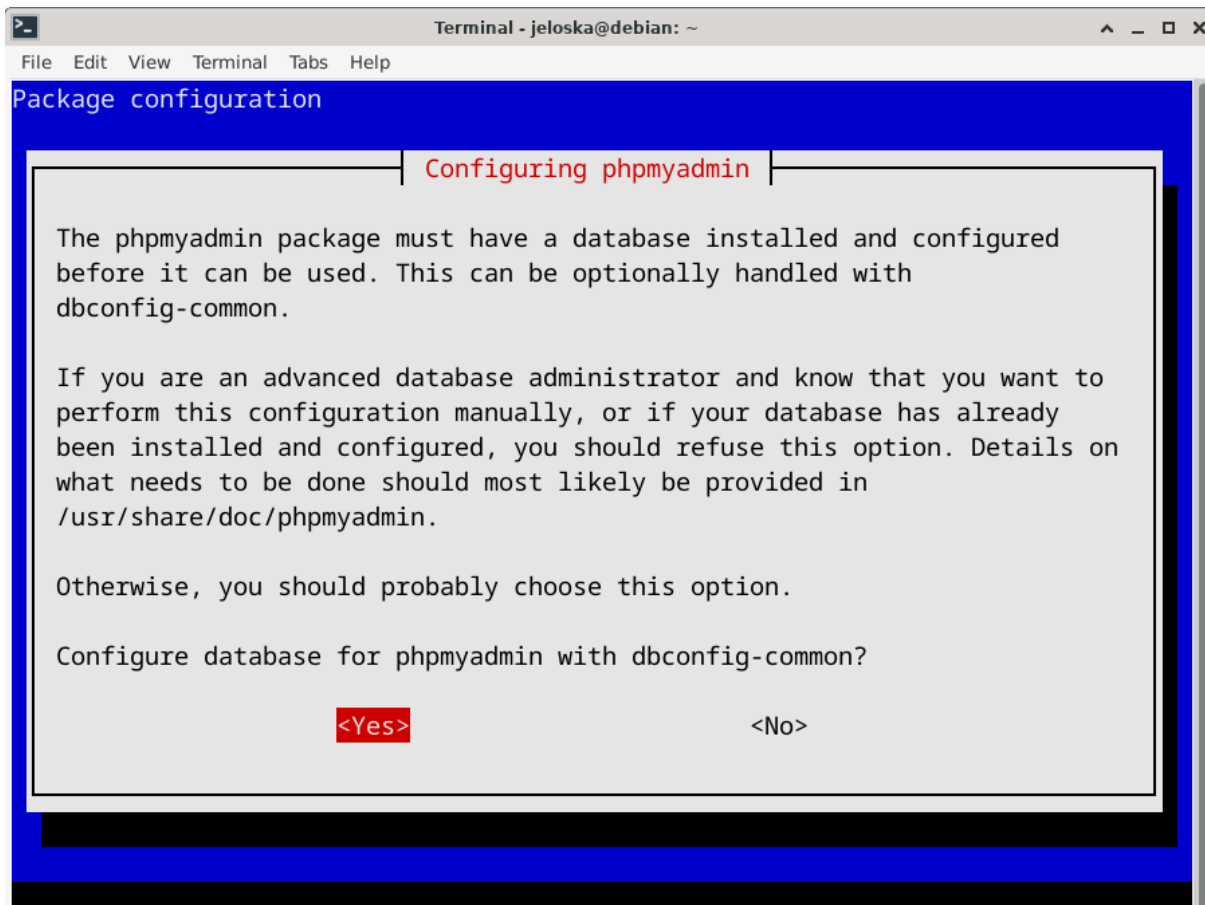 Terminal - jeloska@debian: ~
File Edit View Terminal Tabs Help
Package configuration
Configuring phpmyadmin
The phpmyadmin package must have a database installed and configured
before it can be used. This can be optionally handled with
dbconfig-common.
If you are an advanced database administrator and know that you want to
perform this configuration manually, or if your database has already
been installed and configured, you should refuse this option. Details on
what needs to be done should most likely be provided in
/usr/share/doc/phpmyadmin.
Otherwise, you should probably choose this option.
Configure database for phpmyadmin with dbconfig-common?
<Yes> <No>